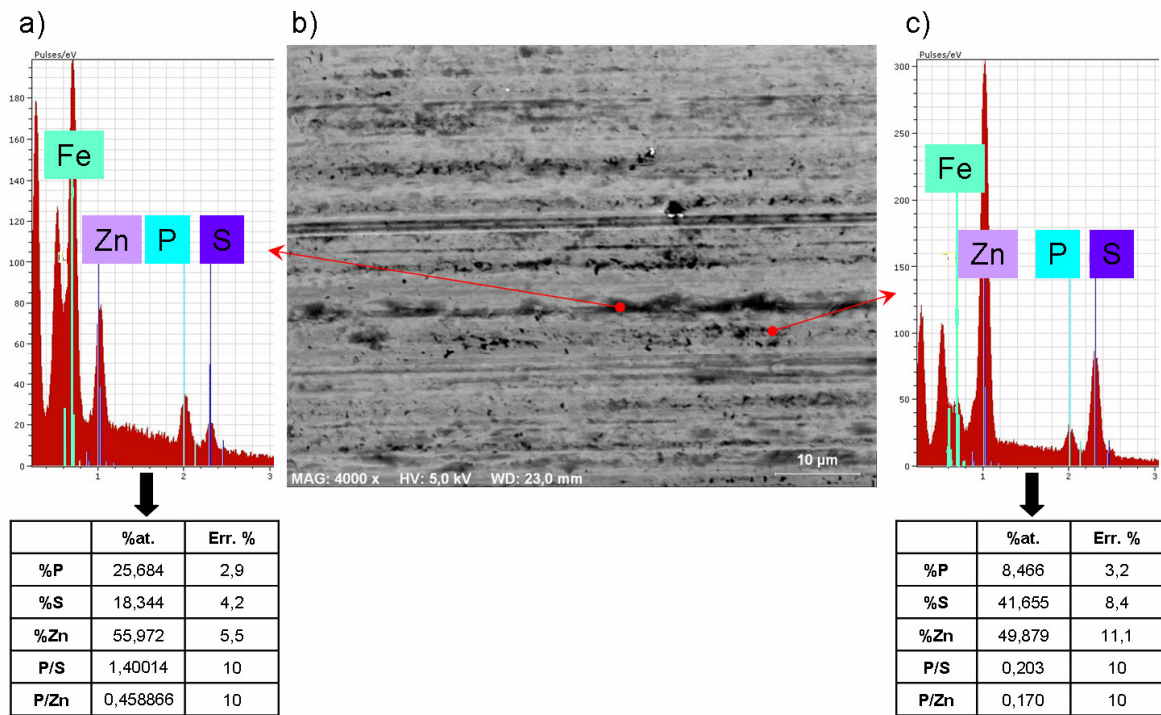 a)
Pulses/eV
180
160
140
120
100
80
60
40
20
0
Fe
Zn P S
1 2 3
b)
MAG: 4000 x HV: 5,0 kV WD: 23,0 mm
10 µm
c)
Pulses/eV
300
250
200
150
100
50
0
Fe
Zn P S
1 2 3
%at. Err. %
%P 25,684 2,9
%S 18,344 4,2
%Zn 55,972 5,5
P/S 1,40014 10
P/Zn 0,458866 10
%at. Err. %
%P 8,466 3,2
%S 41,655 8,4
%Zn 49,879 11,1
P/S 0,203 10
P/Zn 0,170 10